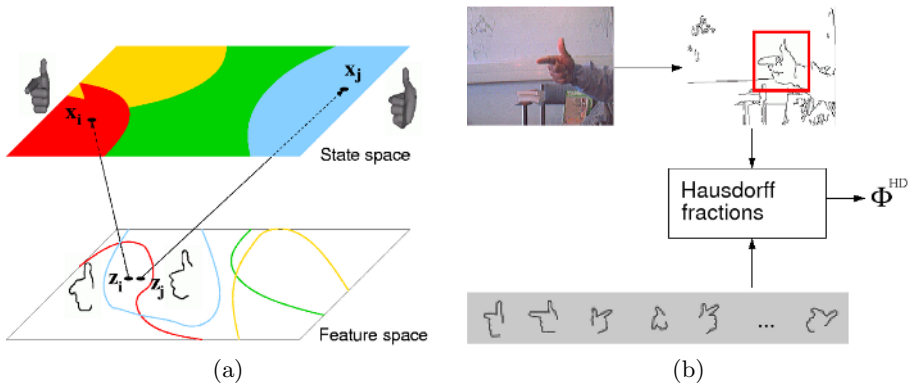 x_i
x_j
State space
z_i
z_j
Feature space
(a)
Hausdorff
fractions
Φ^HD
...
(b)